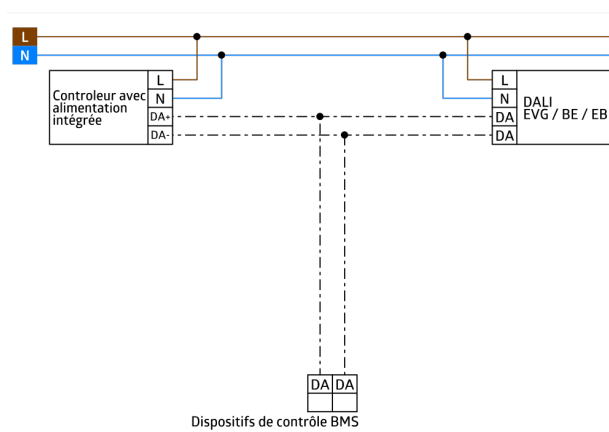 L
N
Controleur avec
alimentation
intégrée
L
N
DA+
DA-
L
N
DA
DA
DALI
EVG / BE / EB
DA DA
Dispositifs de contrôle BMS